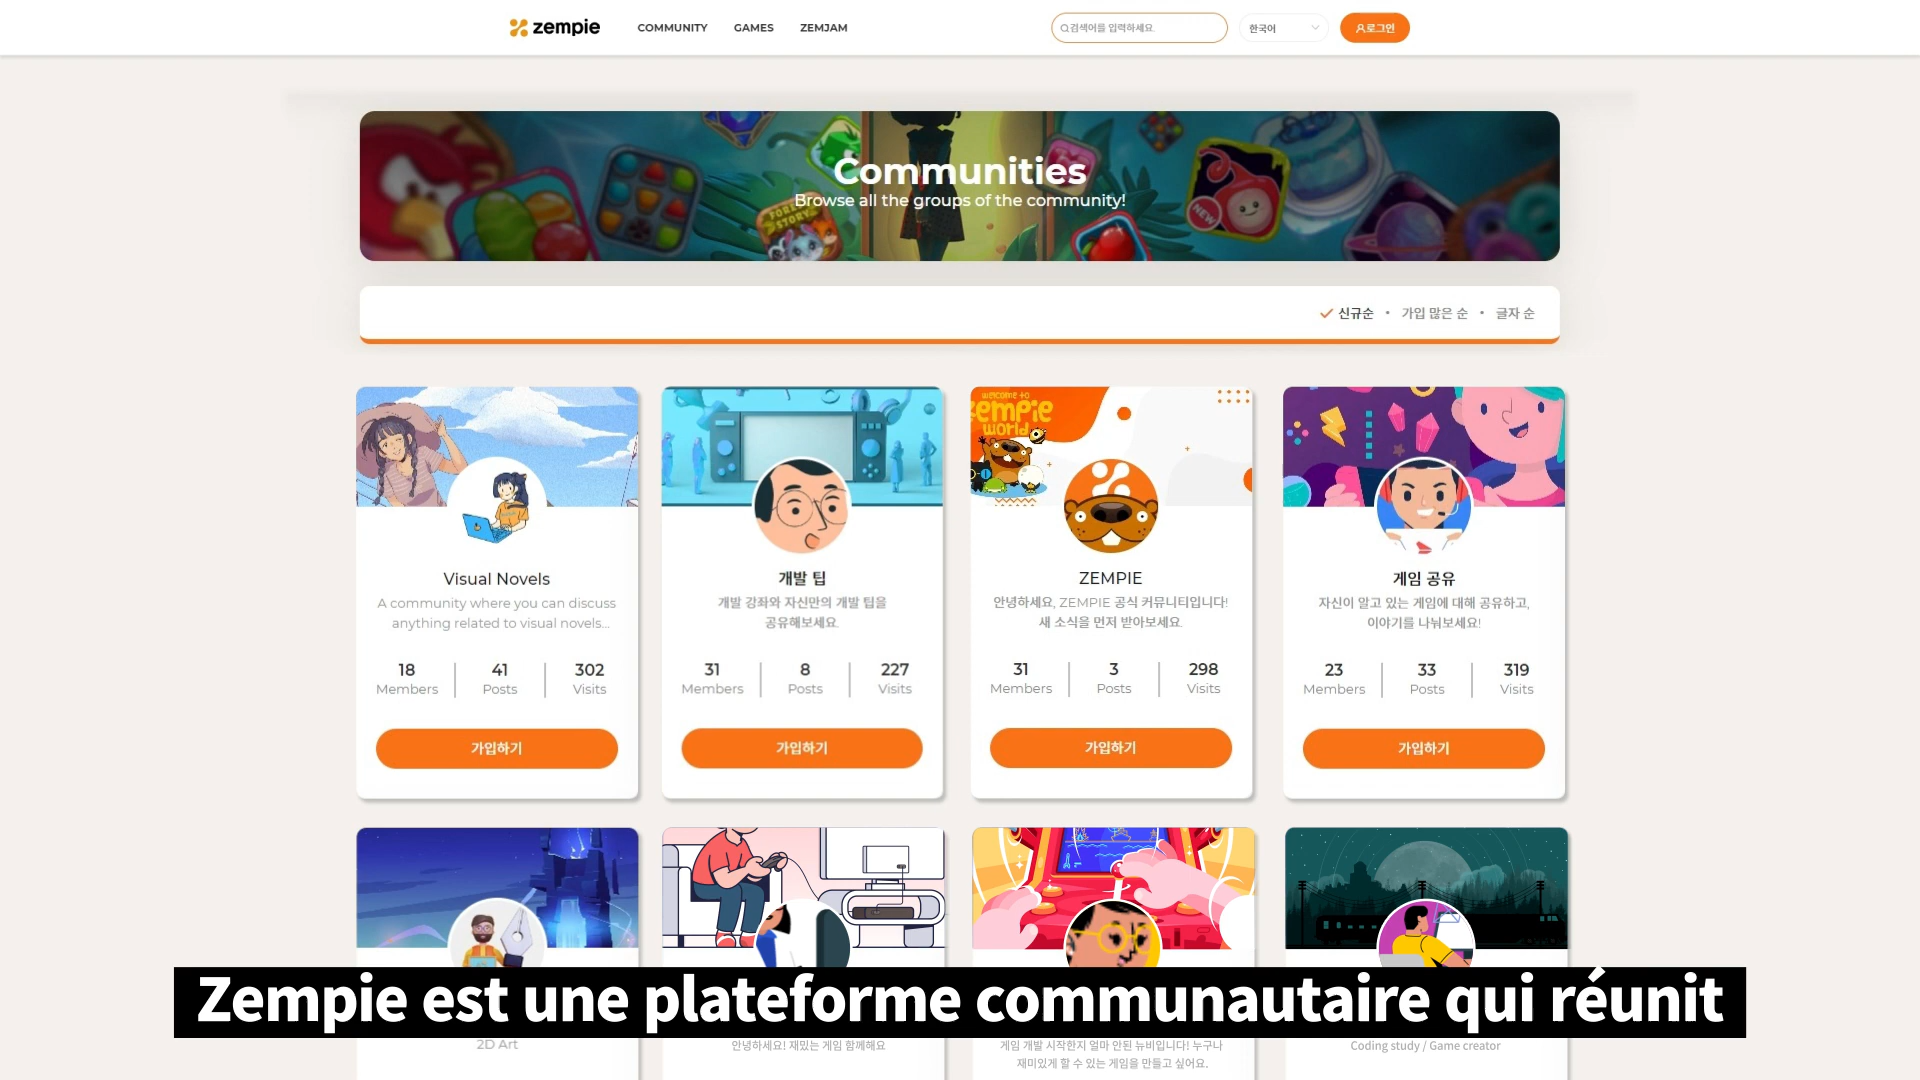 zempie COMMUNITY GAMES ZEMJAM 검색어를 입력하세요. 한국어 로그인
Communities
Browse all the groups of the community!
신규순 • 가입 많은 순 • 글자 순
FOREST
STORY
NEW
welcome to
zempie
world
Visual Novels
A community where you can discuss
anything related to visual novels...
18 41 302
Members Posts Visits
가입하기
개발 팁
개발 강좌와 자신만의 개발 팁을
공유해보세요.
31 8 227
Members Posts Visits
가입하기
ZEMPIE
안녕하세요, ZEMPIE 공식 커뮤니티입니다!
새 소식을 먼저 받아보세요.
31 3 298
Members Posts Visits
가입하기
게임 공유
자신이 알고 있는 게임에 대해 공유하고,
이야기를 나눠보세요!
23 33 319
Members Posts Visits
가입하기
Zempie est une plateforme communautaire qui réunit
2D Art
안녕하세요! 재밌는 게임 함께해요
게임 개발 시작한지 얼마 안된 뉴비입니다! 누구나
재미있게 할 수 있는 게임을 만들고 싶어요.
Coding study / Game creator